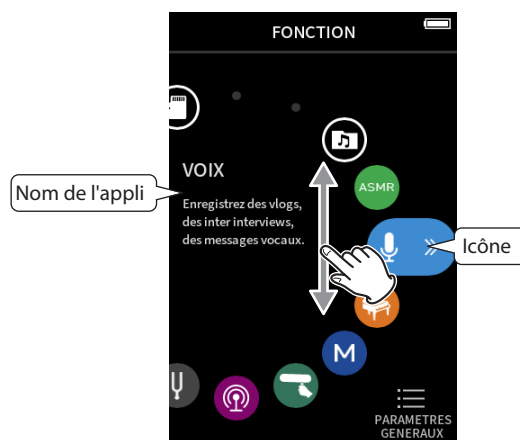 FONCTION
VOIX
Nom de l'appli
ASMR
Enregistrez des vlogs,
des inter interviews,
des messages vocaux.
Icône
M
PARAMETRES
GENERAUX